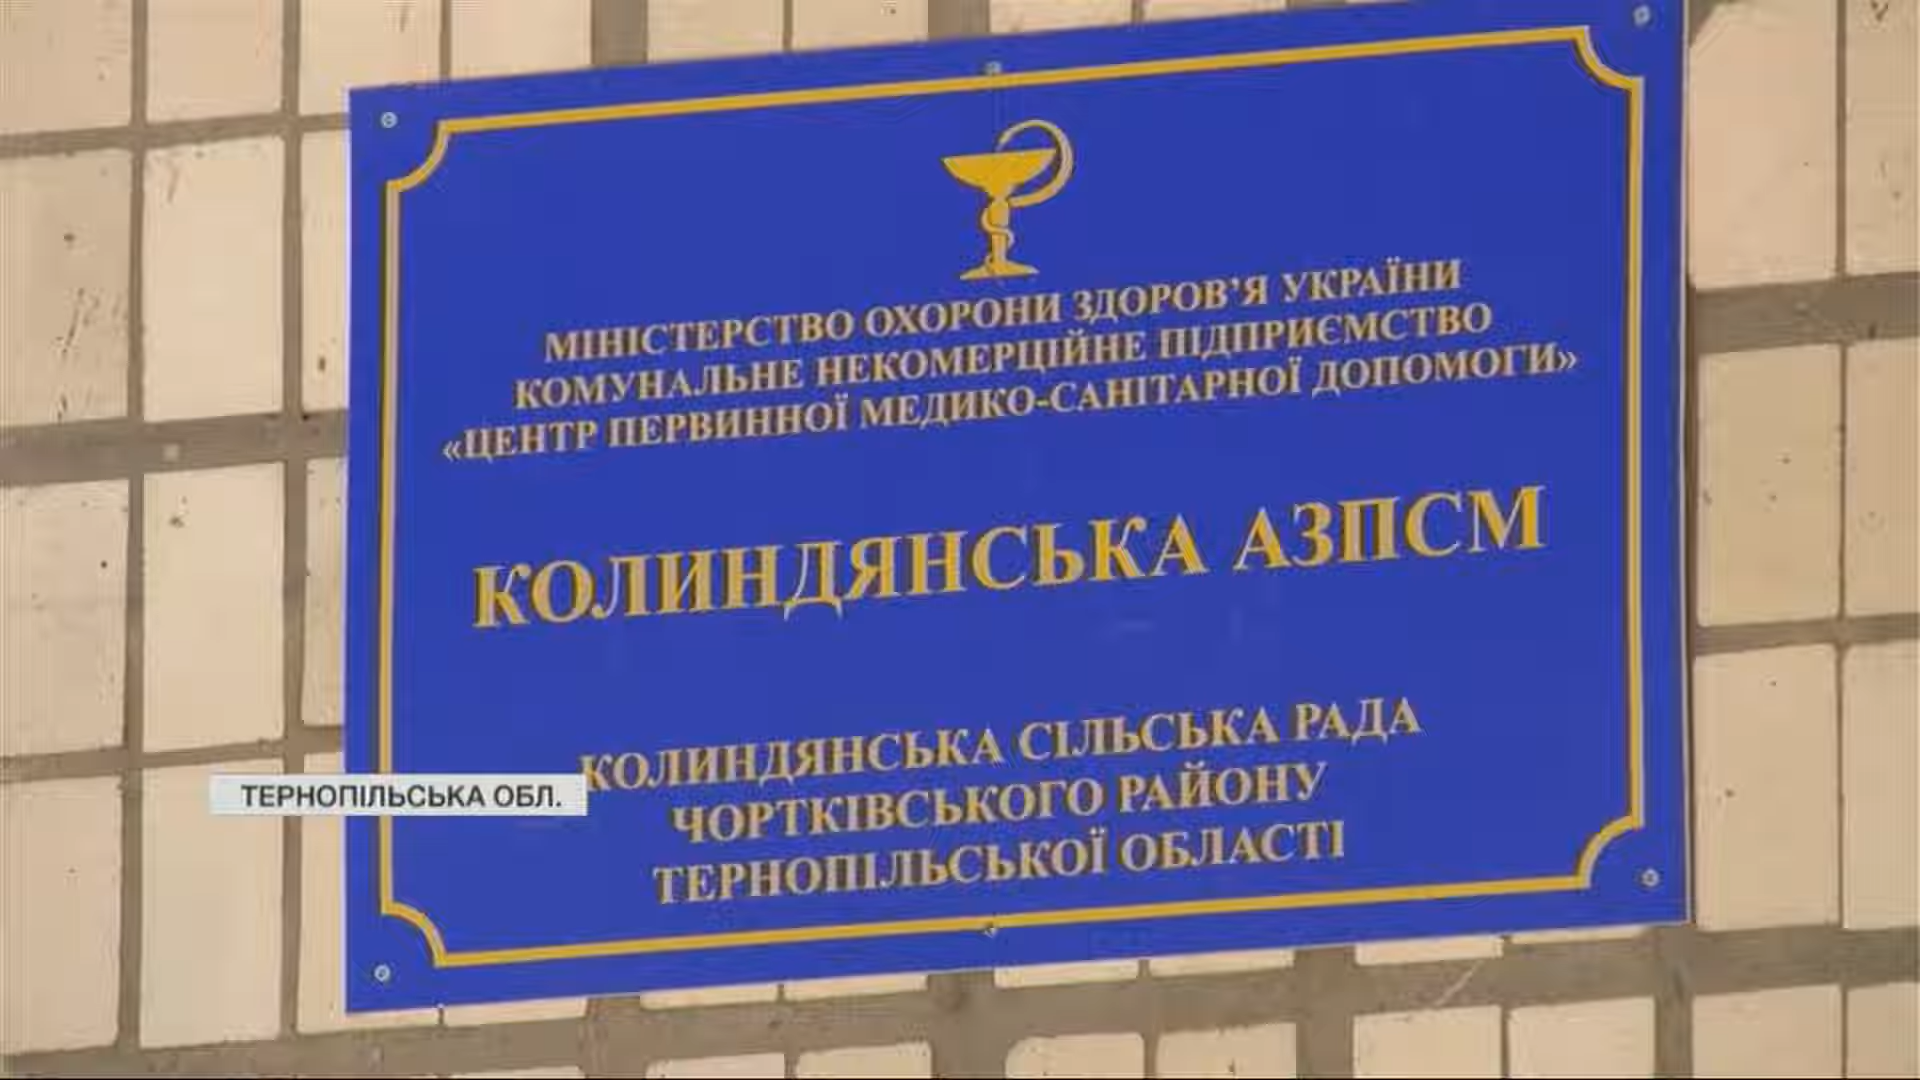 МІНІСТЕРСТВО ОХОРОНИ ЗДОРОВ’Я УКРАЇНИ
КОМУНАЛЬНЕ НЕКОМЕРЦІЙНЕ ПІДПРИЄМСТВО
«ЦЕНТР ПЕРВИННОЇ МЕДИКО-САНІТАРНОЇ ДОПОМОГИ»
КОЛИНДЯНСЬКА АЗПСМ
КОЛИНДЯНСЬКА СІЛЬСЬКА РАДА
ЧОРТКІВСЬКОГО РАЙОНУ
ТЕРНОПІЛЬСЬКОЇ ОБЛАСТІ
ТЕРНОПІЛЬСЬКА ОБЛ.